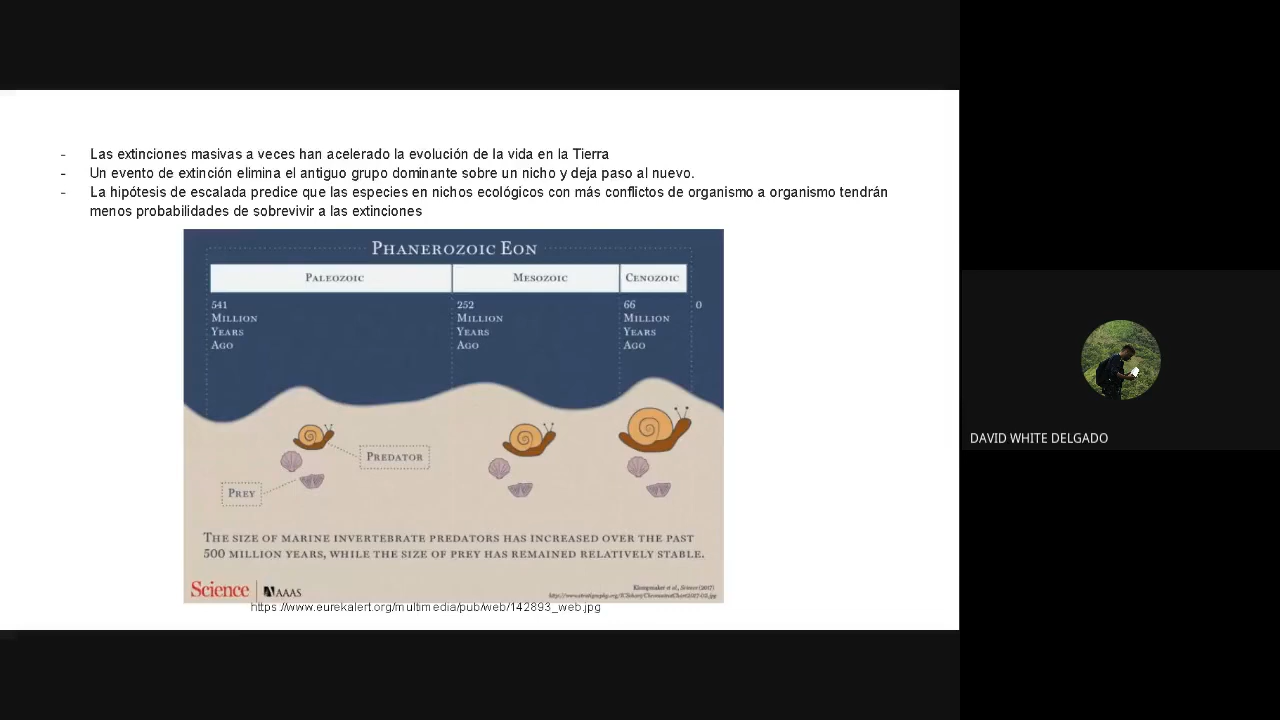 - Las extinciones masivas a veces han acelerado la evolución de la vida en la Tierra
- Un evento de extinción elimina el antiguo grupo dominante sobre un nicho y deja paso al nuevo.
- La hipótesis de escalada predice que las especies en nichos ecológicos con más conflictos de organismo a organismo tendrán
menos probabilidades de sobrevivir a las extinciones
PHANEROZOIC EON
PALEOZOIC
MESOZOIC
CENOZOIC
541
MILLION
YEARS
AGO
252
MILLION
YEARS
AGO
66
MILLION
YEARS
AGO
0
PREDATOR
PREY
THE SIZE OF MARINE INVERTEBRATE PREDATORS HAS INCREASED OVER THE PAST
500 MILLION YEARS, WHILE THE SIZE OF PREY HAS REMAINED RELATIVELY STABLE.
Science
AAAS
Klompmaker et al., Science (2017)
https://www.eurekalert.org/multimedia/pub/web/142893_web.jpg
DAVID WHITE DELGADO